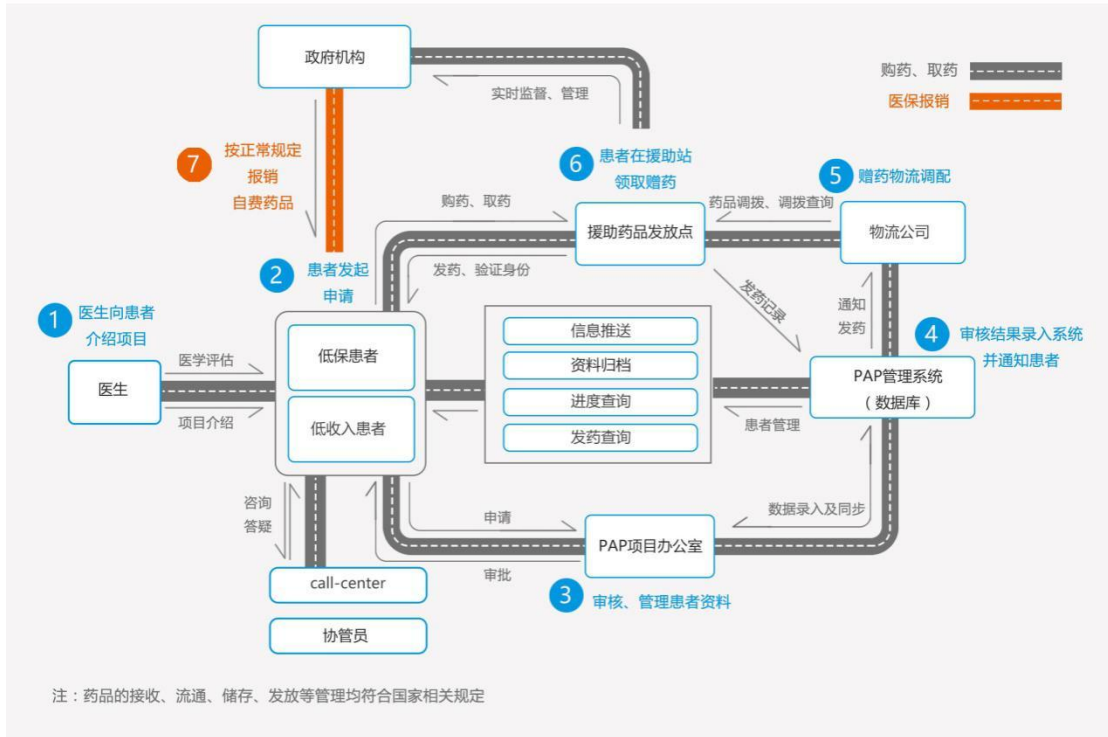 政府机构
购药、取药
医保报销
实时监督、管理
7
按正常规定
报销
自费药品
6
患者在援助站
领取赠药
5
赠药物流调配
购药、取药
药品调拨、调拨查询
援助药品发放点
物流公司
2
患者发起
申请
发药、验证身份
发药记录
通知
发药
1
医生向患者
介绍项目
4
审核结果录入系统
并通知患者
医学评估
医生
项目介绍
低保患者
低收入患者
信息推送
资料归档
进度查询
发药查询
PAP管理系统
（数据库）
患者管理
咨询
答疑
申请
审批
数据录入及同步
PAP项目办公室
3
审核、管理患者资料
call-center
协管员
注：药品的接收、流通、储存、发放等管理均符合国家相关规定